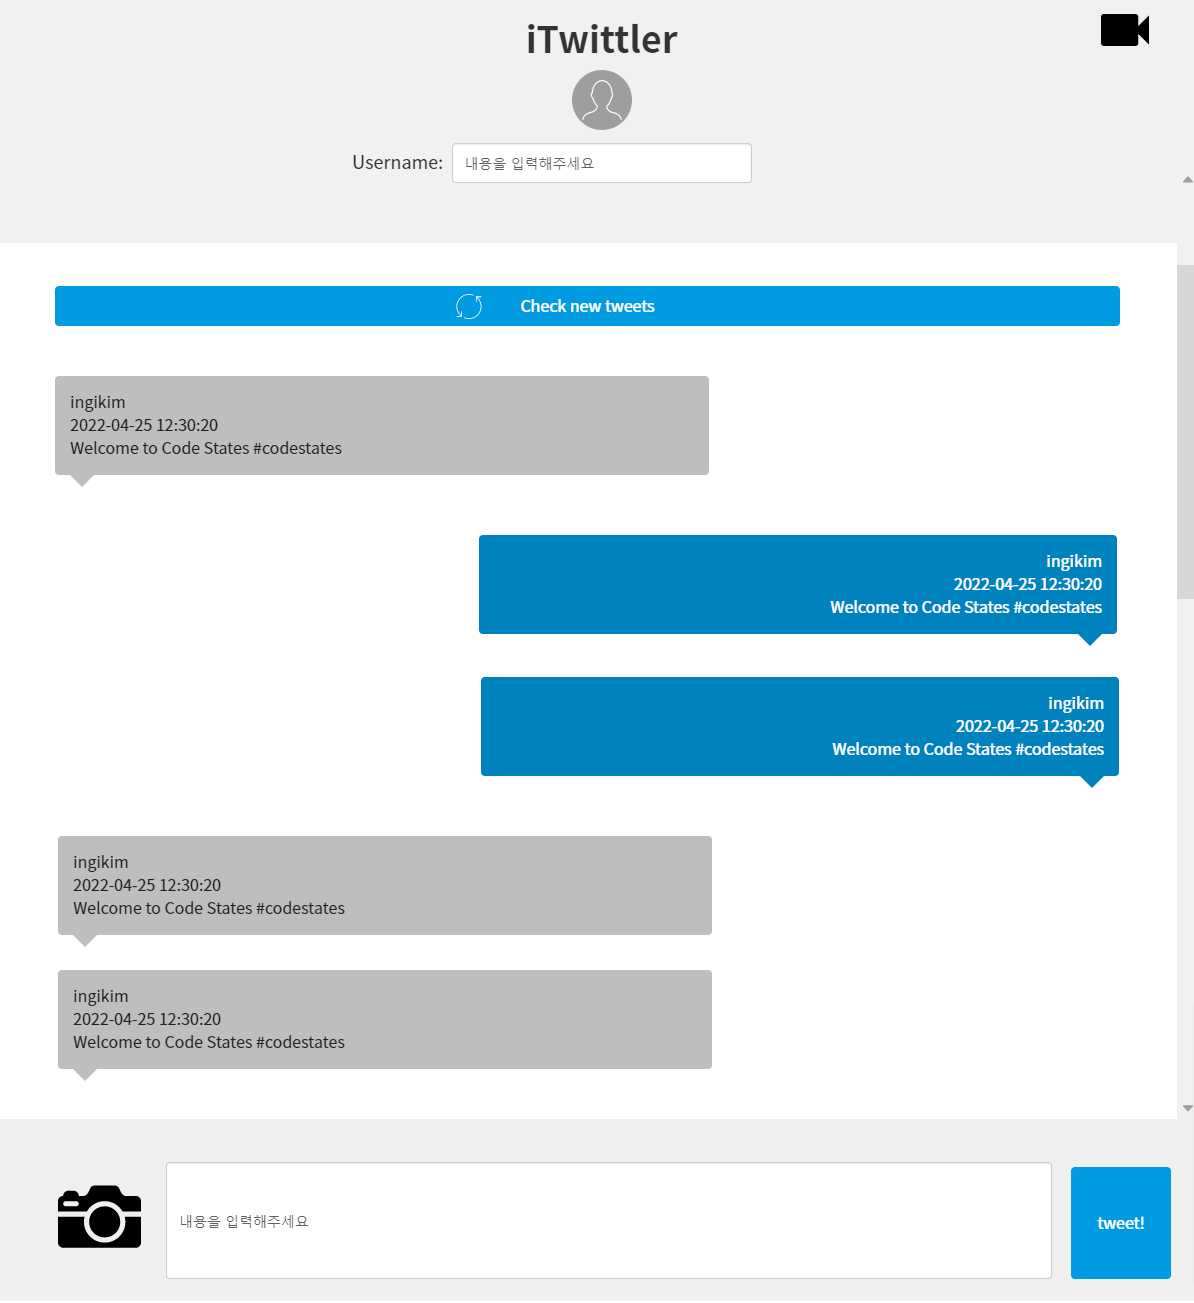 iTwittler
Username: 내용을 입력해주세요
Check new tweets
ingikim
2022-04-25 12:30:20
Welcome to Code States #codestates
ingikim
2022-04-25 12:30:20
Welcome to Code States #codestates
ingikim
2022-04-25 12:30:20
Welcome to Code States #codestates
ingikim
2022-04-25 12:30:20
Welcome to Code States #codestates
ingikim
2022-04-25 12:30:20
Welcome to Code States #codestates
내용을 입력해주세요
tweet!